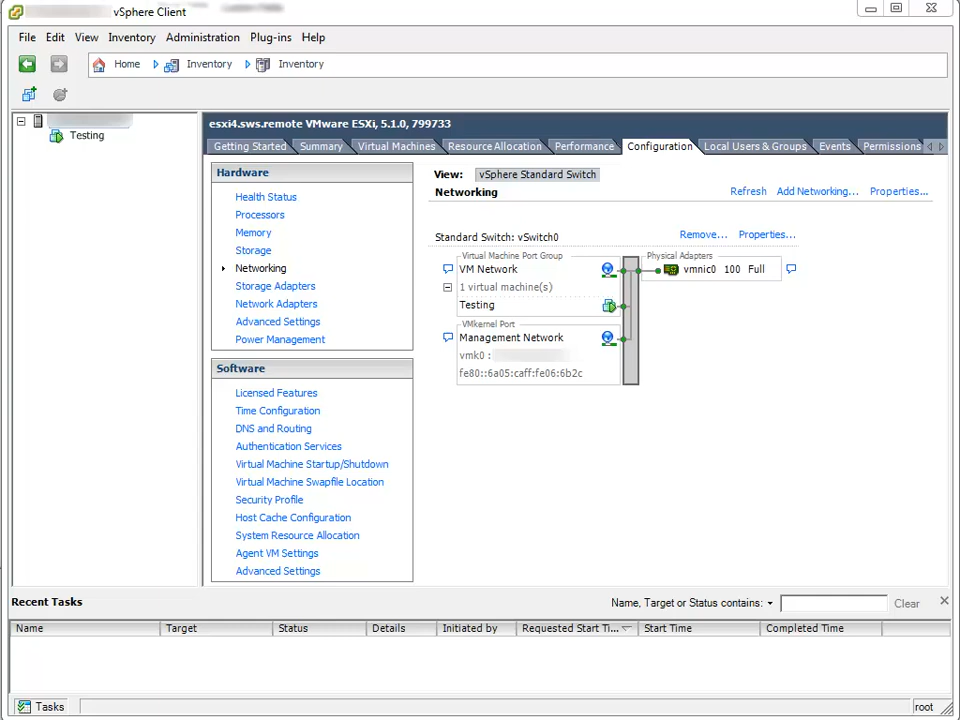 vSphere Client
File Edit View Inventory Administration Plug-ins Help
Home Inventory Inventory
Testing
esxi4.sws.remote VMware ESXi, 5.1.0, 799733
Getting Started Summary Virtual Machines Resource Allocation Performance Configuration Local Users & Groups Events Permissions
Hardware
Health Status
Processors
Memory
Storage
Networking
Storage Adapters
Network Adapters
Advanced Settings
Power Management
Software
Licensed Features
Time Configuration
DNS and Routing
Authentication Services
Virtual Machine Startup/Shutdown
Virtual Machine Swapfile Location
Security Profile
Host Cache Configuration
System Resource Allocation
Agent VM Settings
Advanced Settings
View: vSphere Standard Switch
Networking
Refresh Add Networking... Properties...
Standard Switch: vSwitch0
Remove... Properties...
Virtual Machine Port Group
VM Network
1 virtual machine(s)
Testing
VMkernel Port
Management Network
vmk0 :
fe80::6a05:caff:fe06:6b2c
Physical Adapters
vmnic0 100 Full
Recent Tasks
Name, Target or Status contains:
Clear
Name Target Status Details Initiated by Requested Start Ti... Start Time Completed Time
Tasks
root